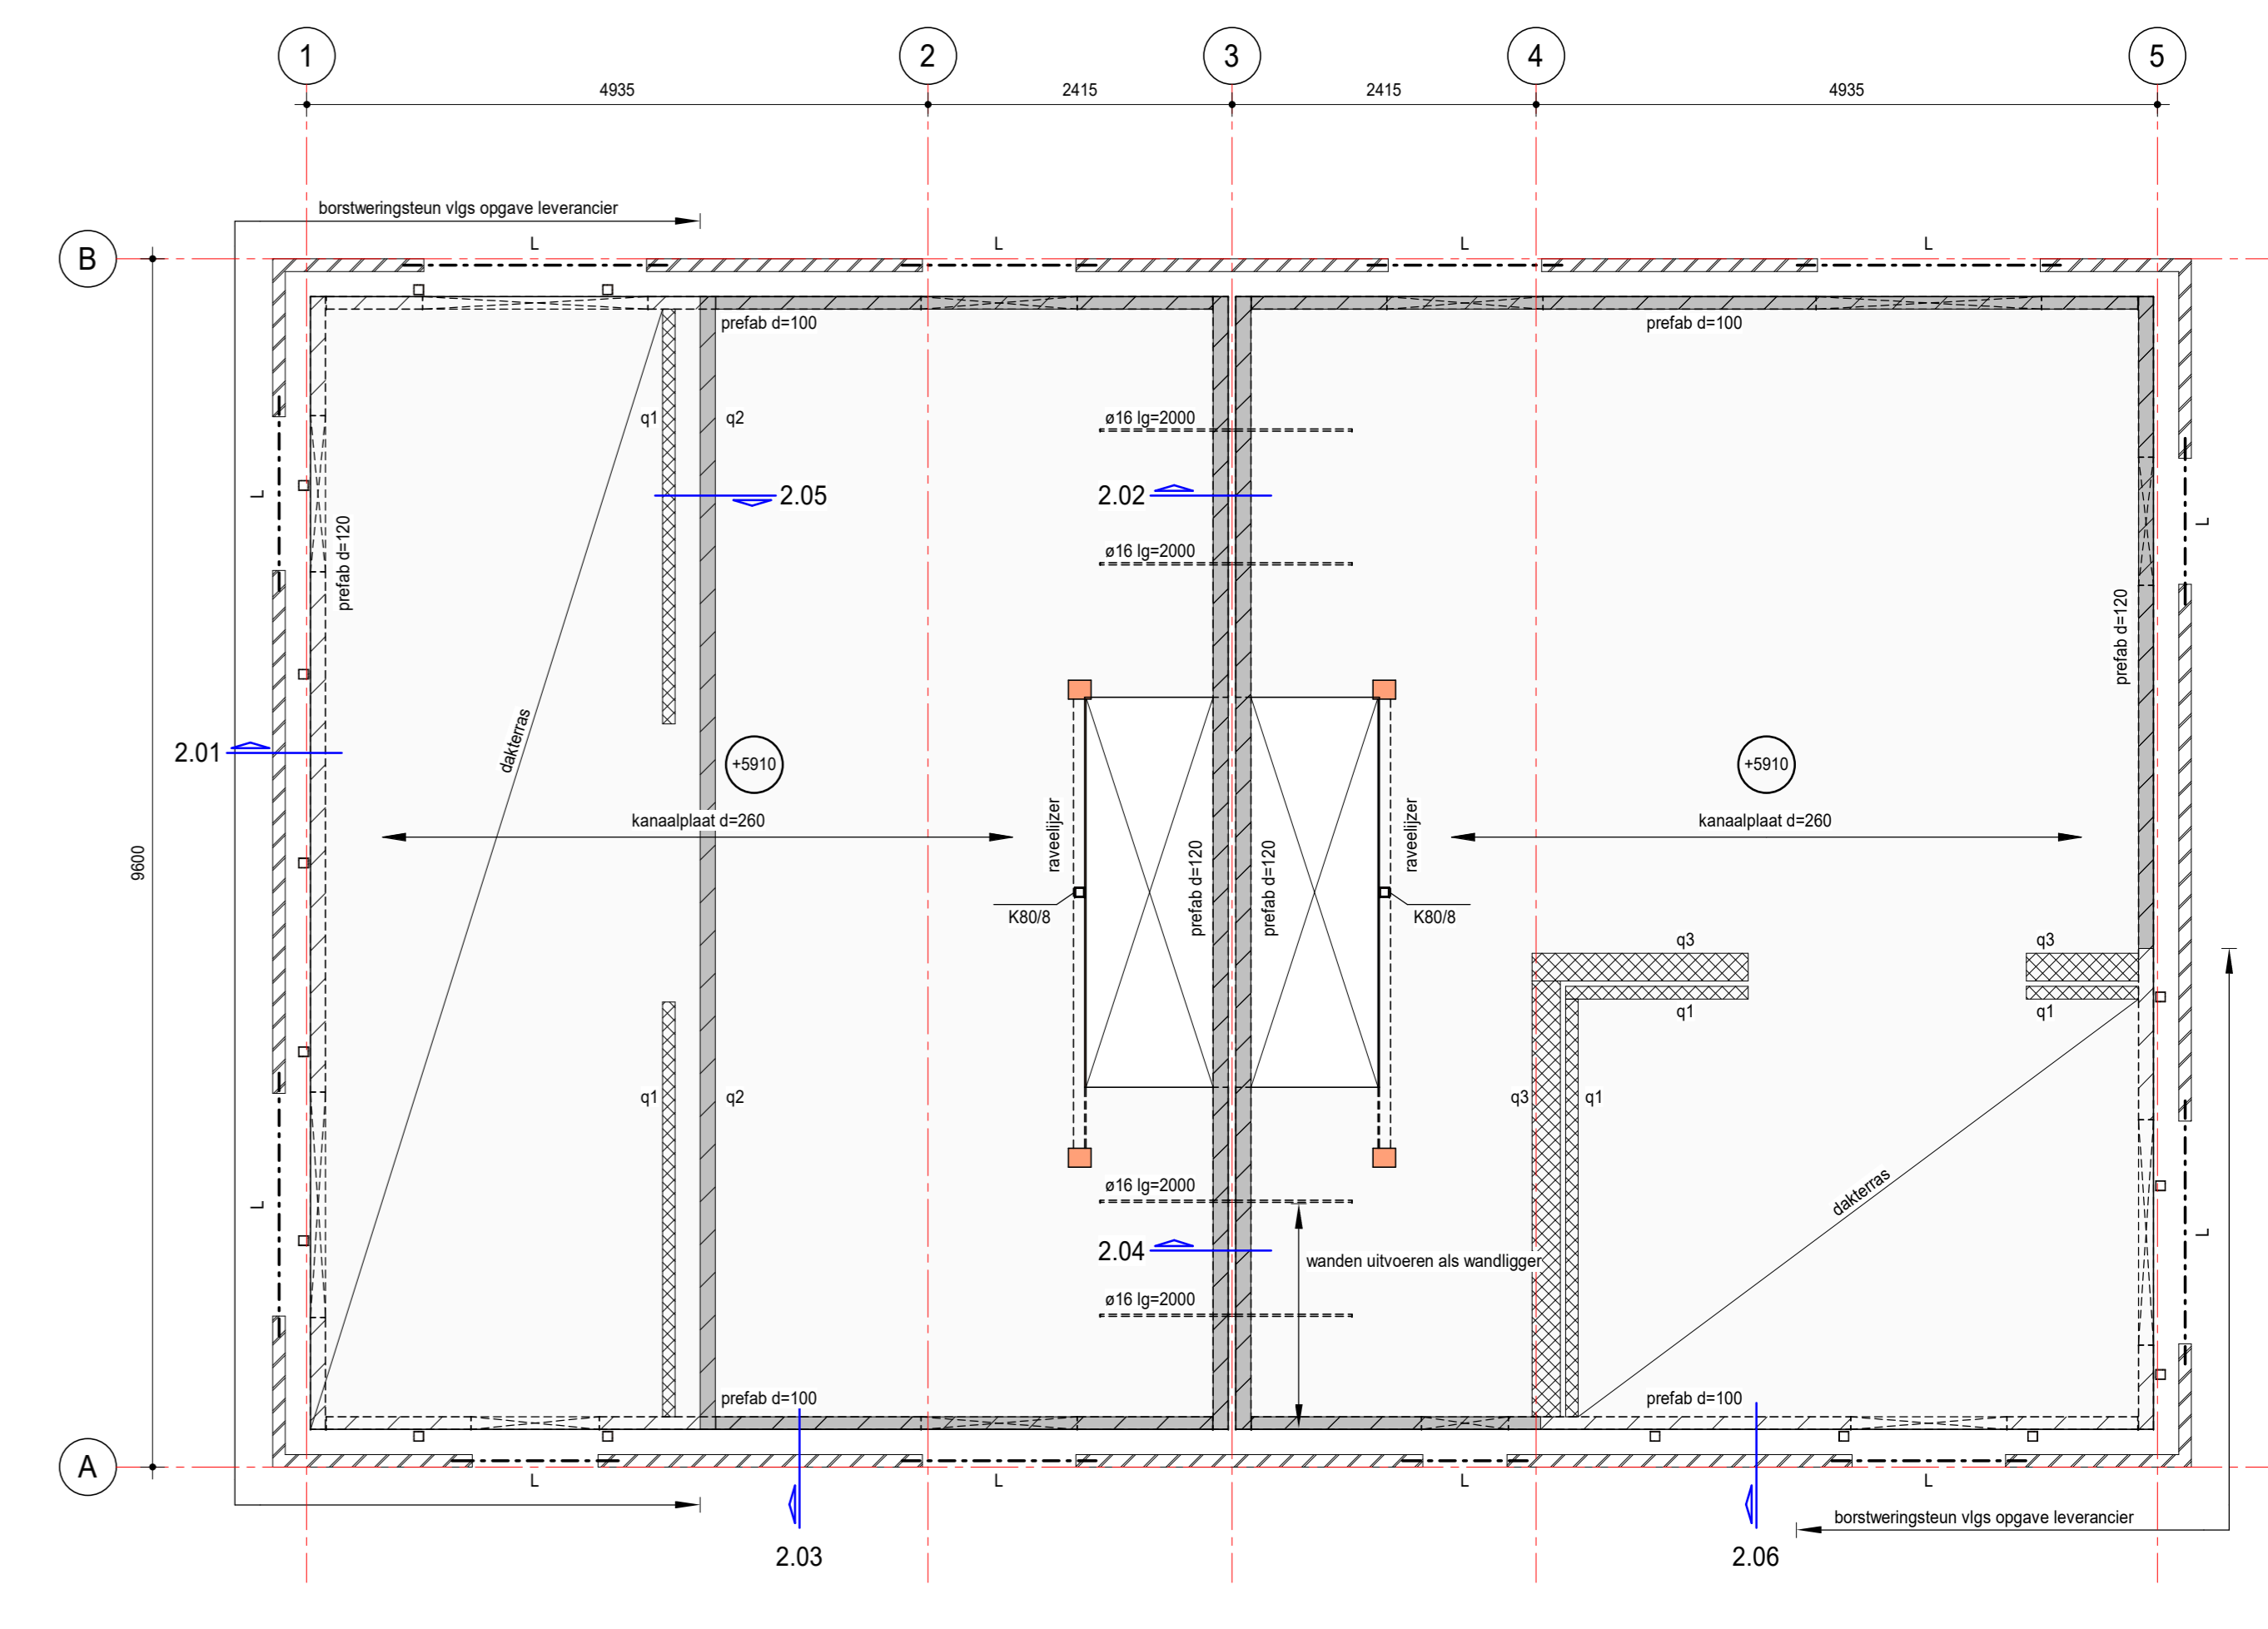 1
2
3
4
5
4935
2415
2415
4935
borstweringsteun vlgs opgave leverancier
B
L
L
L
L
prefab d=100
prefab d=100
q1
q2
ø16 lg=2000
L
2.05
2.02
L
prefab d=120
ø16 lg=2000
prefab d=120
dakterras
2.01
+5910
+5910
kanaalplaat d=260
kanaalplaat d=260
raveelijzer
raveelijzer
9600
prefab d=120
prefab d=120
K80/8
K80/8
q3
q3
q1
q1
q1
q2
q3
q1
ø16 lg=2000
dakterras
L
L
2.04
wanden uitvoeren als wandligger
ø16 lg=2000
prefab d=100
prefab d=100
A
L
L
L
L
borstweringsteun vlgs opgave leverancier
2.03
2.06